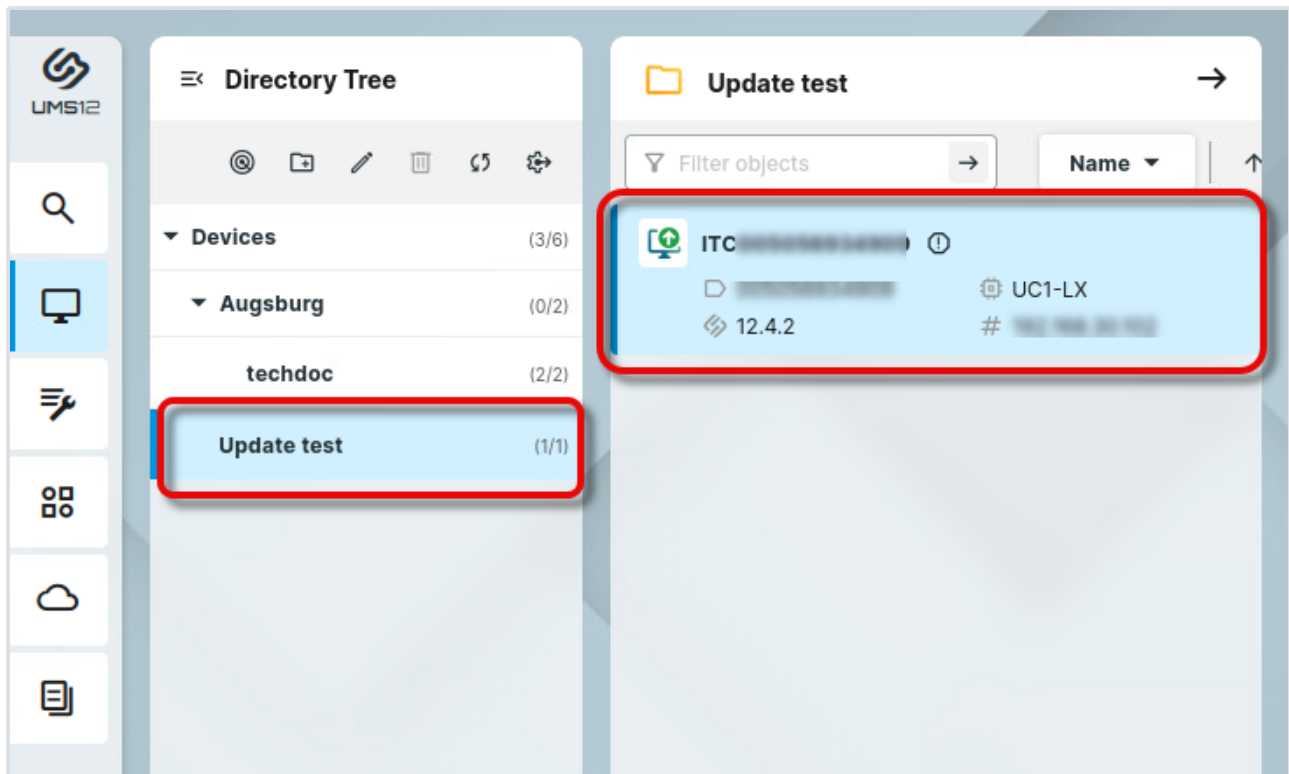 UMS12
Directory Tree
Devices (3/6)
Augsburg (0/2)
techdoc (2/2)
Update test (1/1)
Update test
Filter objects
Name
ITC
UC1-LX
12.4.2 #